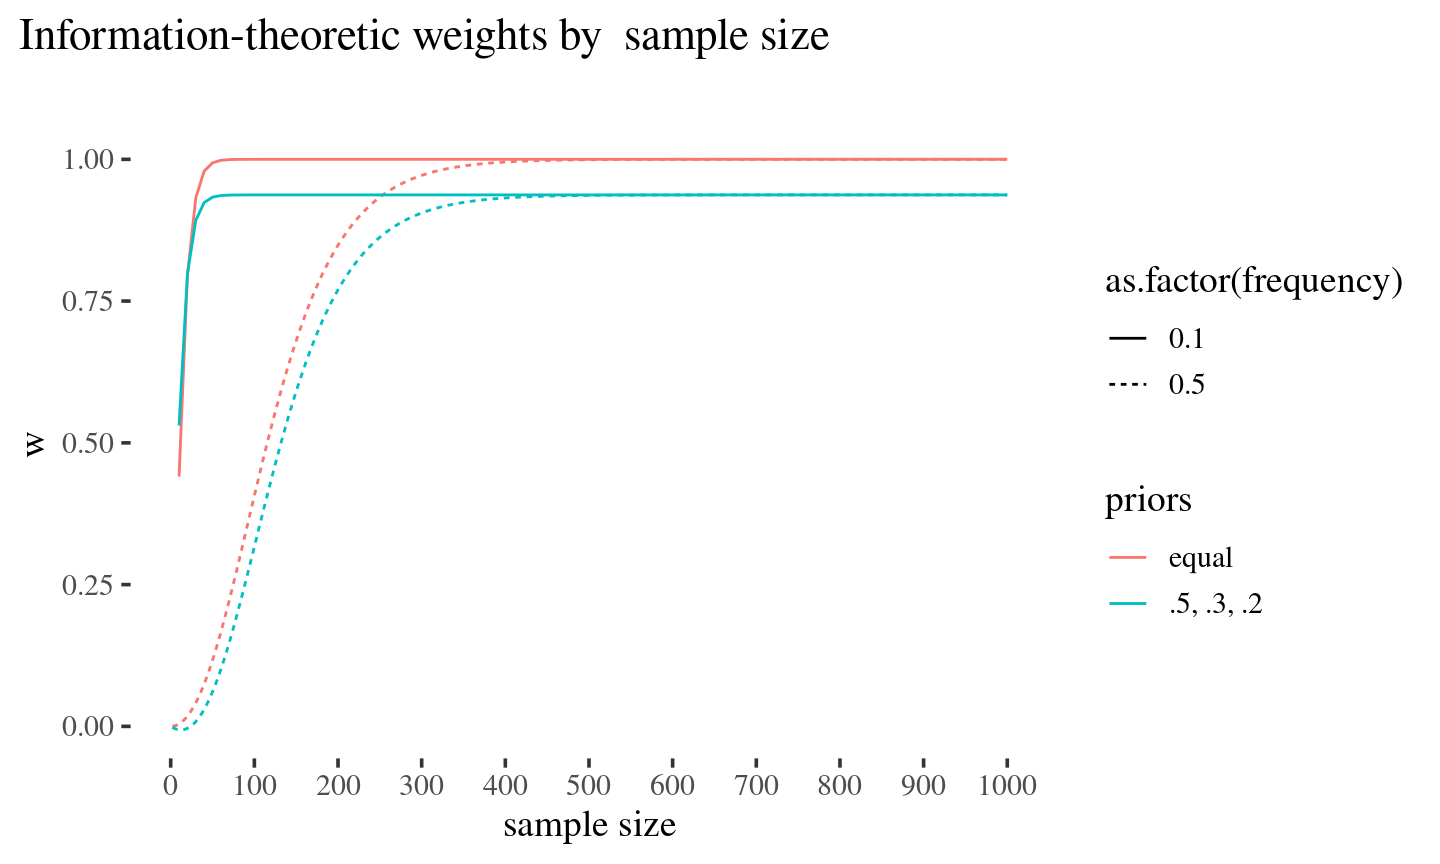 Information-theoretic weights by  sample size
1.00
0.75
0.50
0.25
0.00
w
0 100 200 300 400 500 600 700 800 900 1000
sample size
as.factor(frequency)
0.1
0.5
priors
equal
.5, .3, .2